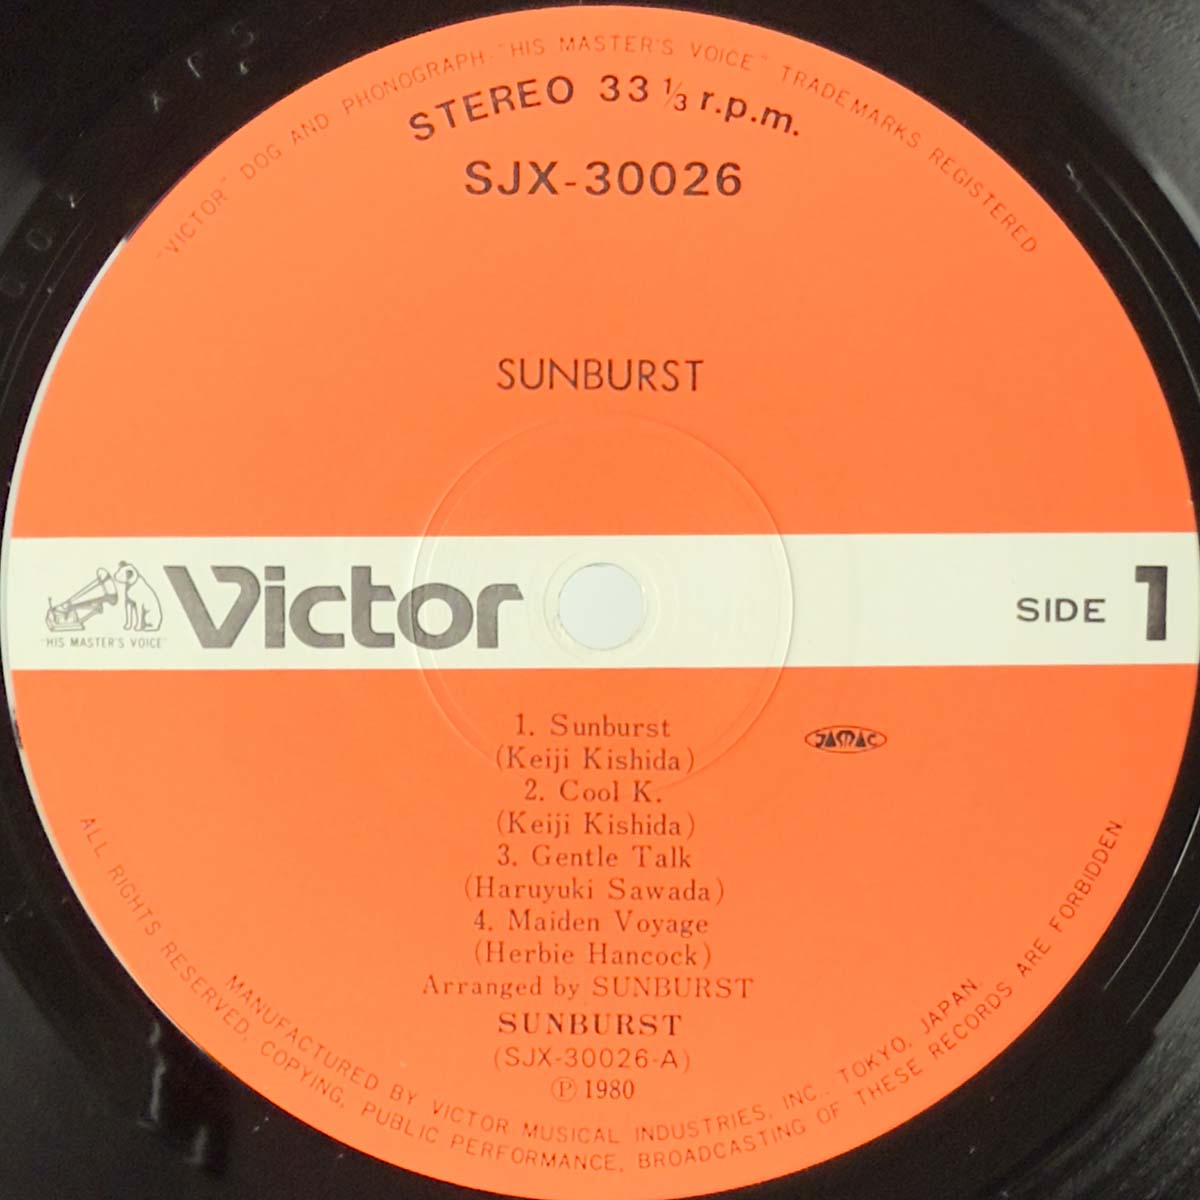 "VICTOR" DOG AND PHONOGRAPH-"HIS MASTER'S VOICE" TRADEMARKS REGISTERED
STEREO 33 1/3 r.p.m.
SJX-30026
SUNBURST
"HIS MASTER'S VOICE"
Victor
SIDE 1
1. Sunburst
(Keiji Kishida)
JASRAC
2. Cool K.
(Keiji Kishida)
3. Gentle Talk
(Haruyuki Sawada)
4. Maiden Voyage
(Herbie Hancock)
Arranged by SUNBURST
SUNBURST
(SJX-30026-A)
Ⓟ 1980
MANUFACTURED BY VICTOR MUSICAL INDUSTRIES, INC., TOKYO, JAPAN.
ALL RIGHTS RESERVED, COPYING, PUBLIC PERFORMANCE, BROADCASTING OF THESE RECORDS ARE FORBIDDEN.